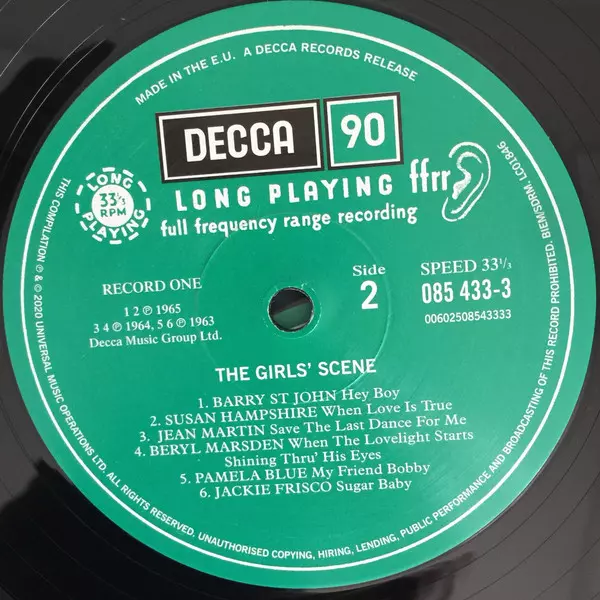 MADE IN THE E.U. A DECCA RECORDS RELEASE
DECCA 90
LONG PLAYING ffrr
full frequency range recording
LONG
33⅓
RPM
PLAYING
RECORD ONE
1 2 ℗ 1965
3 4 ℗ 1964, 5 6 ℗ 1963
Decca Music Group Ltd.
Side
2
SPEED 33 1/3
085 433-3
00602508543333
THE GIRLS' SCENE
1. BARRY ST JOHN Hey Boy
2. SUSAN HAMPSHIRE When Love Is True
3. JEAN MARTIN Save The Last Dance For Me
4. BERYL MARSDEN When The Lovelight Starts
Shining Thru' His Eyes
5. PAMELA BLUE My Friend Bobby
6. JACKIE FRISCO Sugar Baby
THIS COMPILATION ℗ & © 2020 UNIVERSAL MUSIC OPERATIONS LTD. ALL RIGHTS RESERVED, UNAUTHORISED COPYING, HIRING, LENDING, PUBLIC PERFORMANCE AND BROADCASTING OF THIS RECORD PROHIBITED. BIEM/SDRM. LC01846